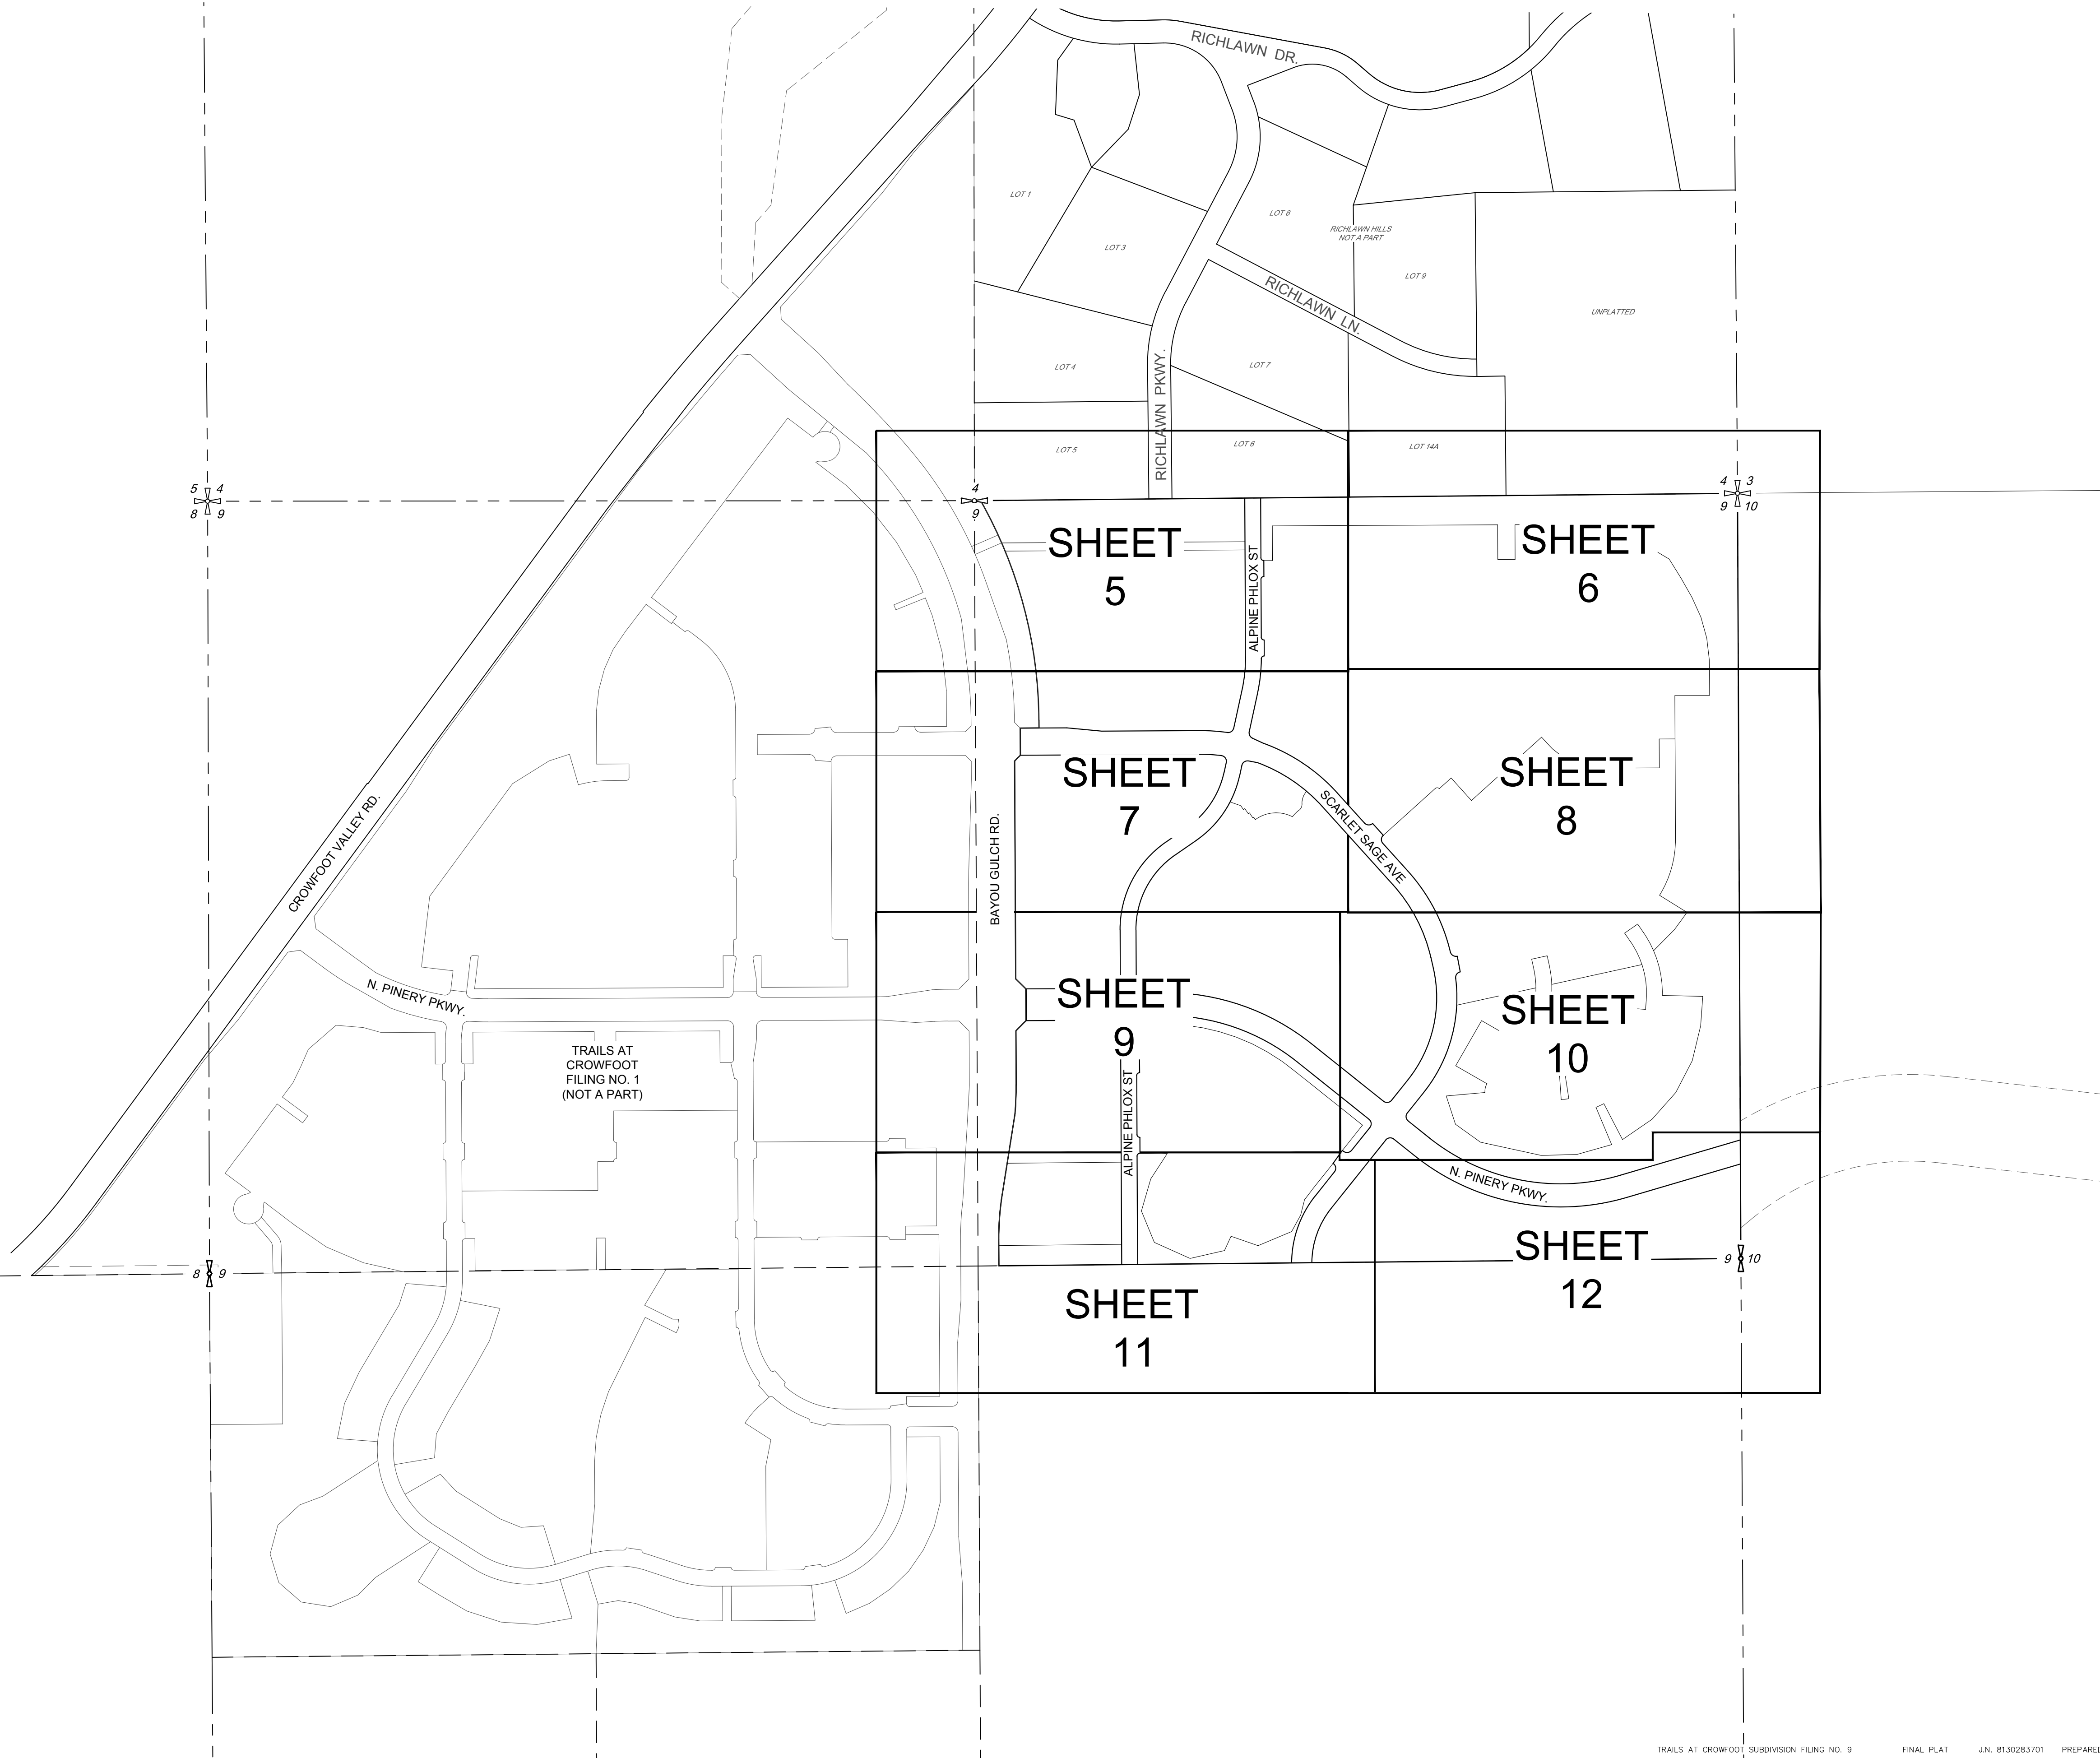 RICHLAWN DR.
LOT 1
LOT 8
RICHLAWN HILLS
NOT A PART
LOT 3
LOT 9
RICHLAWN LN.
UNPLATTED
LOT 4
RICHLAWN PKWY.
LOT 7
LOT 5
LOT 6
LOT 14A
5 4
8 9
4
9
4 3
9 10
SHEET
5
ALPINE PHLOX ST
SHEET
6
CROWFOOT VALLEY RD.
BAYOU GULCH RD.
SHEET
7
SCARLET SAGE AVE
SHEET
8
N. PINERY PKWY.
SHEET
9
SHEET
10
TRAILS AT
CROWFOOT
FILING NO. 1
(NOT A PART)
ALPINE PHLOX ST
N. PINERY PKWY.
8 9
SHEET
11
SHEET
12
9 10
TRAILS AT CROWFOOT SUBDIVISION FILING NO. 9 FINAL PLAT J.N. 8130283701 PREPARED